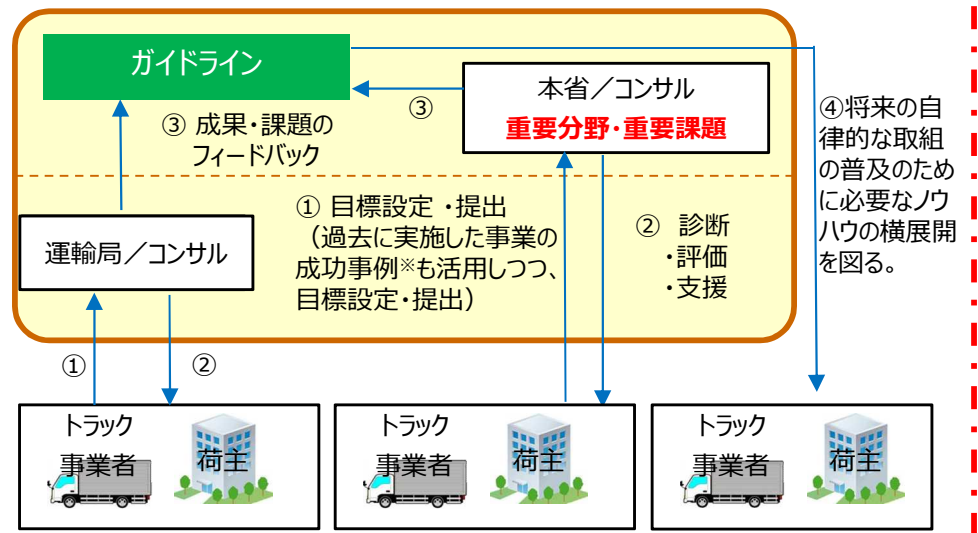 ガイドライン
本省／コンサル
重要分野・重要課題
③
③ 成果・課題の
フィードバック
④将来の自
律的な取組
の普及のため
に必要なノウ
ハウの横展開
を図る。
運輸局／コンサル
① 目標設定 ・提出
（過去に実施した事業の
成功事例※も活用しつつ、
目標設定・提出）
② 診断
・評価
・支援
①
②
トラック
事業者
荷主
トラック
事業者
荷主
トラック
事業者
荷主